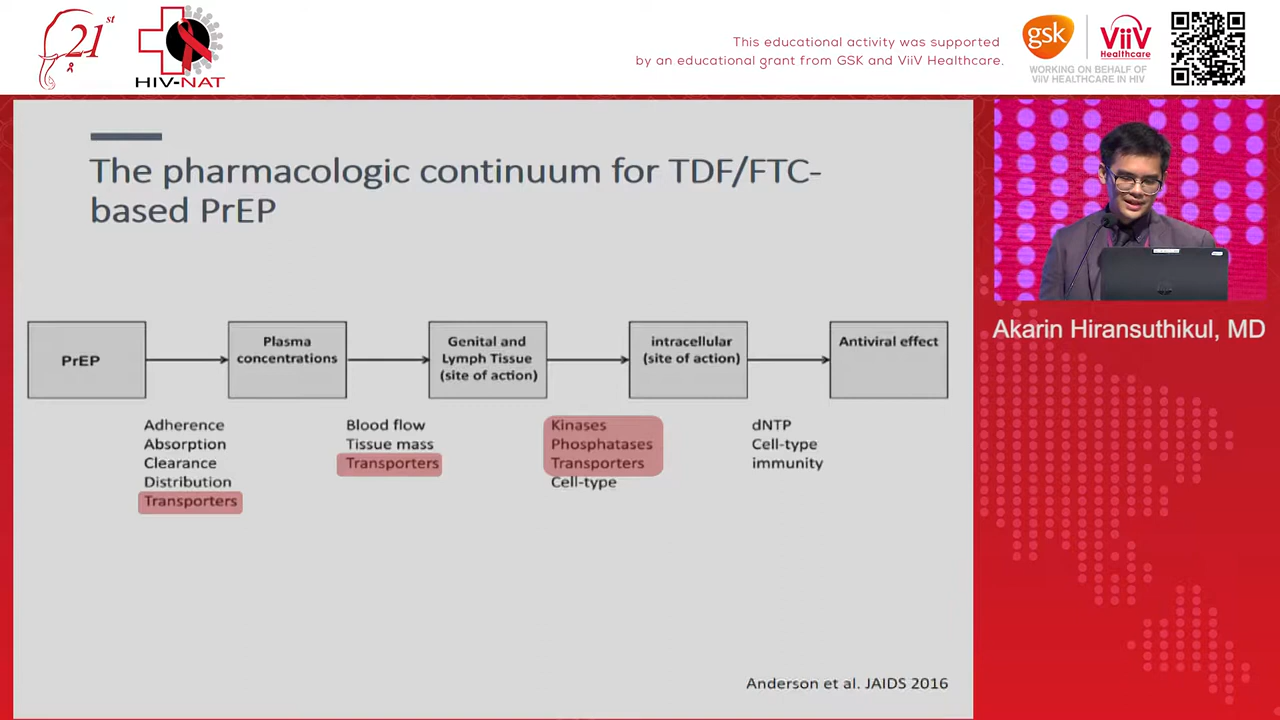 21st
HIV-NAT
This educational activity was supported
by an educational grant from GSK and ViiV Healthcare.
gsk
ViiV
Healthcare
WORKING ON BEHALF OF
ViiV HEALTHCARE IN HIV
The pharmacologic continuum for TDF/FTC-
based PrEP
PrEP
Plasma
concentrations
Genital and
Lymph Tissue
(site of action)
intracellular
(site of action)
Antiviral effect
Adherence
Absorption
Clearance
Distribution
Transporters
Blood flow
Tissue mass
Transporters
Kinases
Phosphatases
Transporters
Cell-type
dNTP
Cell-type
immunity
Anderson et al. JAIDS 2016
Akarin Hiransuthikul, MD